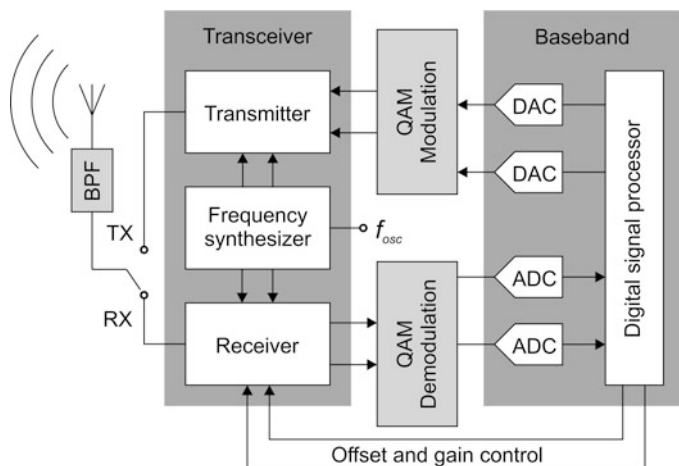 Transceiver
Baseband
Transmitter
QAM
Modulation
DAC
DAC
Digital signal processor
BPF
TX
Frequency
synthesizer
f_osc
RX
Receiver
QAM
Demodulation
ADC
ADC
Offset and gain control